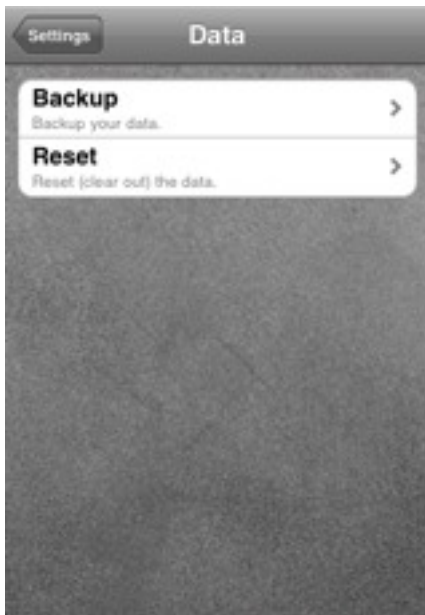 Settings
Data
Backup
Backup your data.
Reset
Reset (clear out) the data.